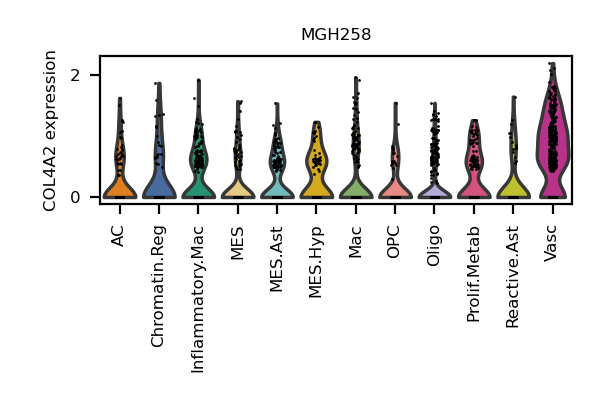 MGH258
COL4A2 expression
2
0
AC
Chromatin.Reg
Inflammatory.Mac
MES
MES.Ast
MES.Hyp
Mac
OPC
Oligo
Prolif.Metab
Reactive.Ast
Vasc